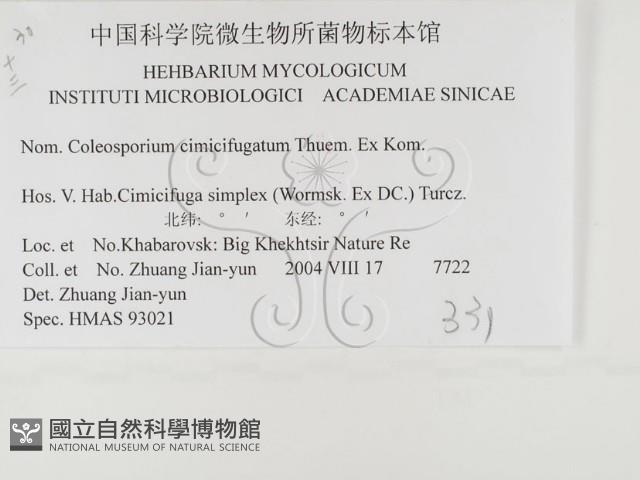 中国科学院微生物所菌物标本馆
HEHBARIUM MYCOLOGICUM
INSTITUTI MICROBIOLOGICI ACADEMIAE SINICAE
Nom. Coleosporium cimicifugatum Thuem. Ex Kom.
Hos. V. Hab.Cimicifuga simplex (Wormsk. Ex DC.) Turcz.
北纬: ° ′ 东经: ° ′
Loc. et No.Khabarovsk: Big Khekhtsir Nature Re
Coll. et No. Zhuang Jian-yun 2004 VIII 17 7722
Det. Zhuang Jian-yun
Spec. HMAS 93021
331
國立自然科學博物館
NATIONAL MUSEUM OF NATURAL SCIENCE